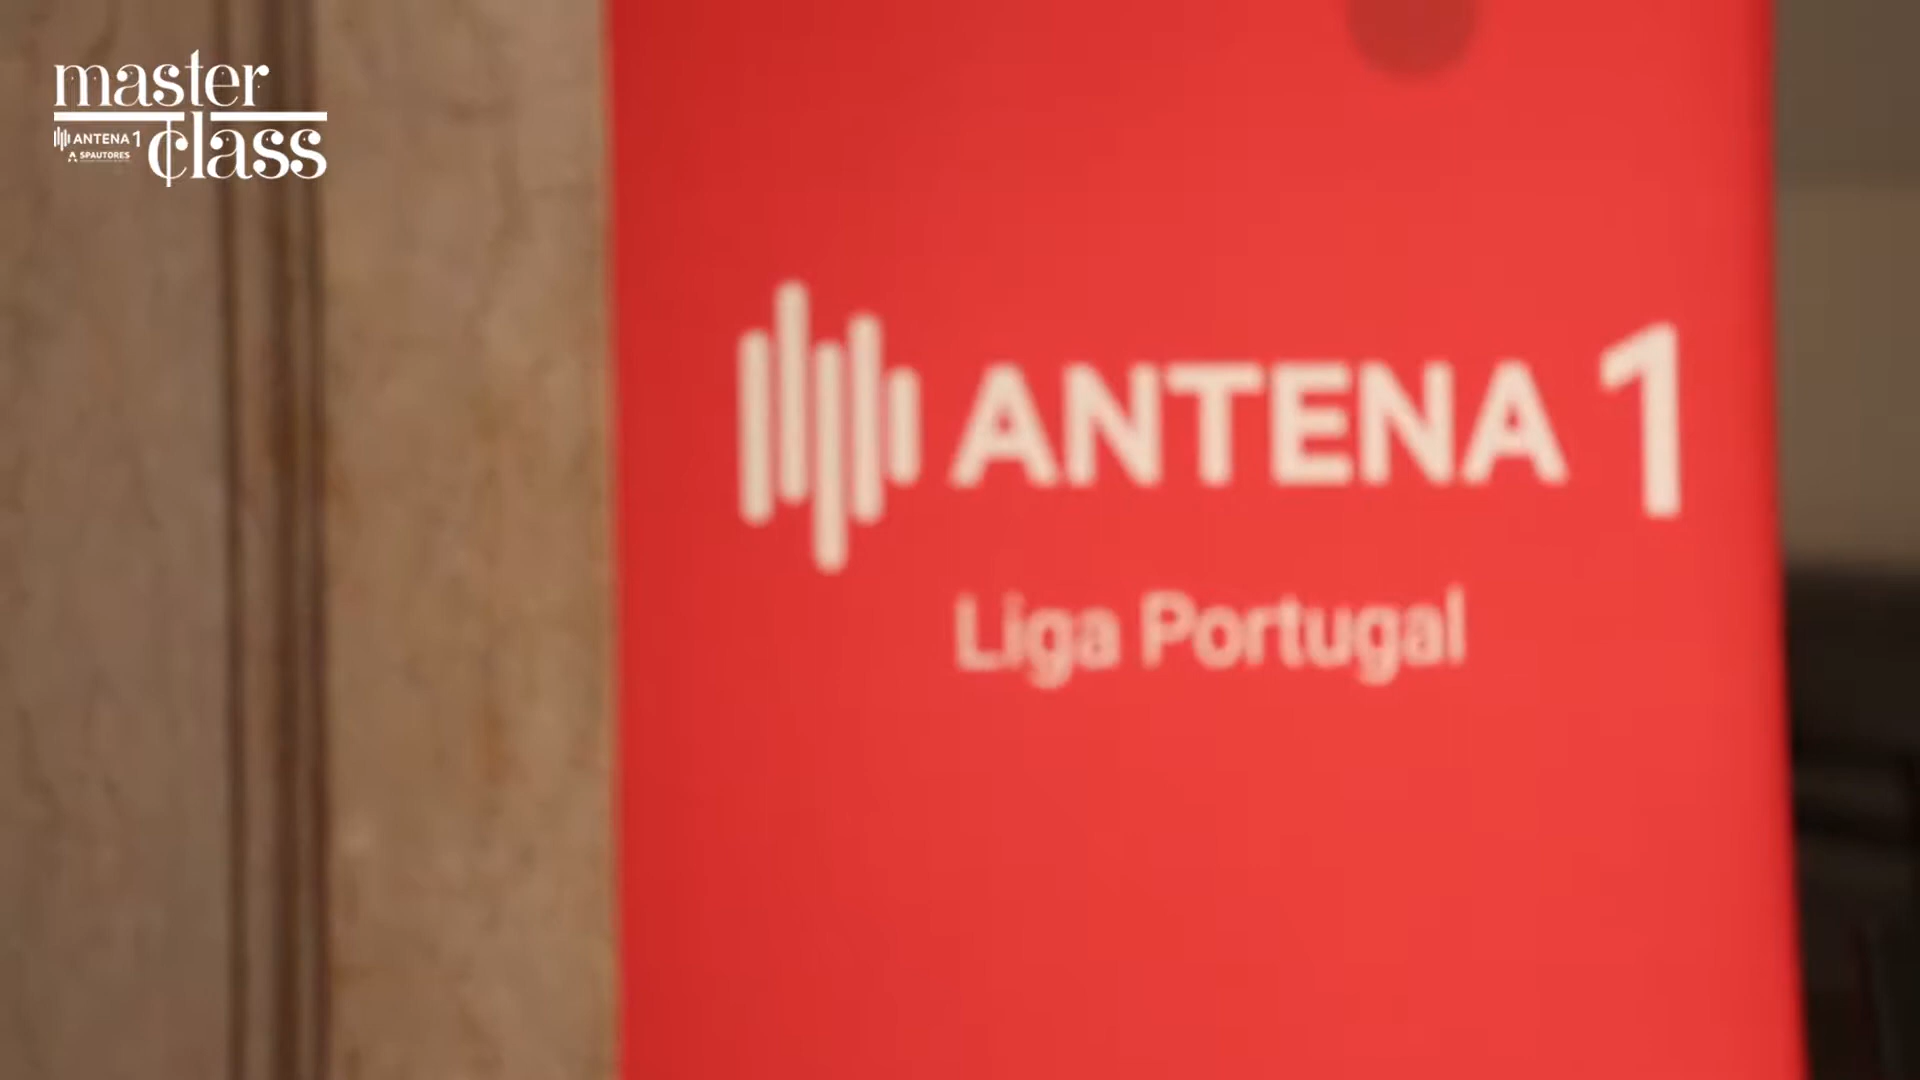 master
class
ANTENA 1
SPAUTORES
ANTENA 1
Liga Portugal